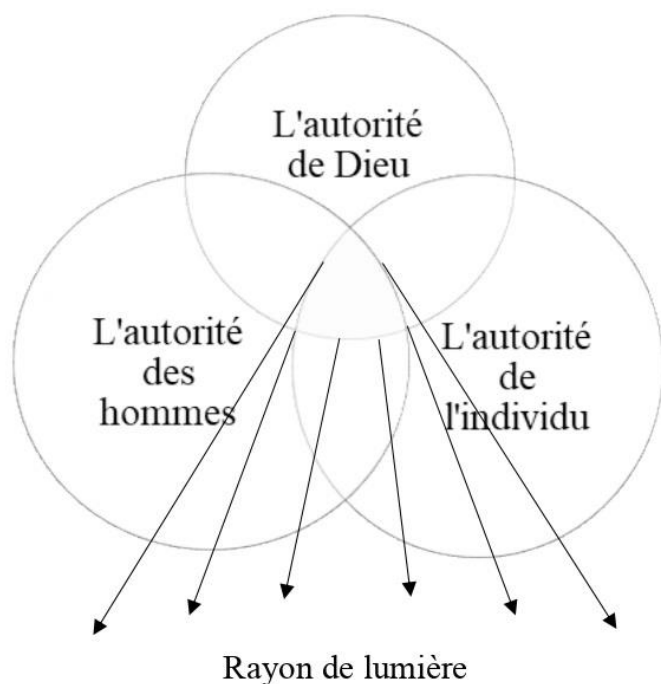 L'autorité
de Dieu
L'autorité
des
hommes
L'autorité
de
l'individu
Rayon de lumière